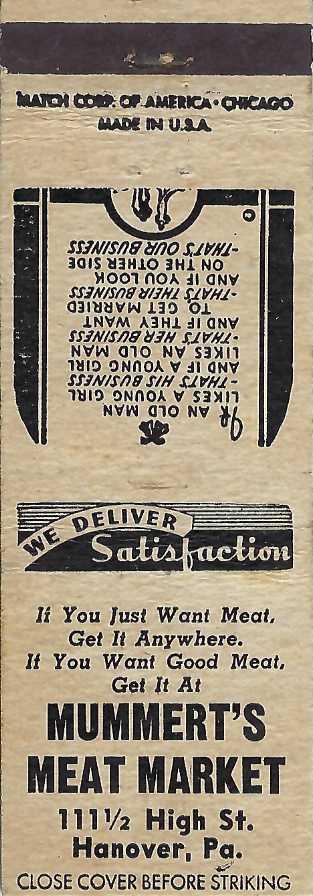 MATCH CORP. OF AMERICA • CHICAGO
MADE IN U.S.A.
If AN OLD MAN
LIKES A YOUNG GIRL
-THAT'S HIS BUSINESS
AND IF A YOUNG GIRL
LIKES AN OLD MAN
-THAT'S HER BUSINESS
AND IF THEY WANT
TO GET MARRIED
-THAT'S THEIR BUSINESS
AND IF YOU LOOK
ON THE OTHER SIDE
-THAT'S OUR BUSINESS
WE DELIVER
Satisfaction
If You Just Want Meat,
Get It Anywhere.
If You Want Good Meat,
Get It At
MUMMERT'S
MEAT MARKET
111½ High St.
Hanover, Pa.
CLOSE COVER BEFORE STRIKING